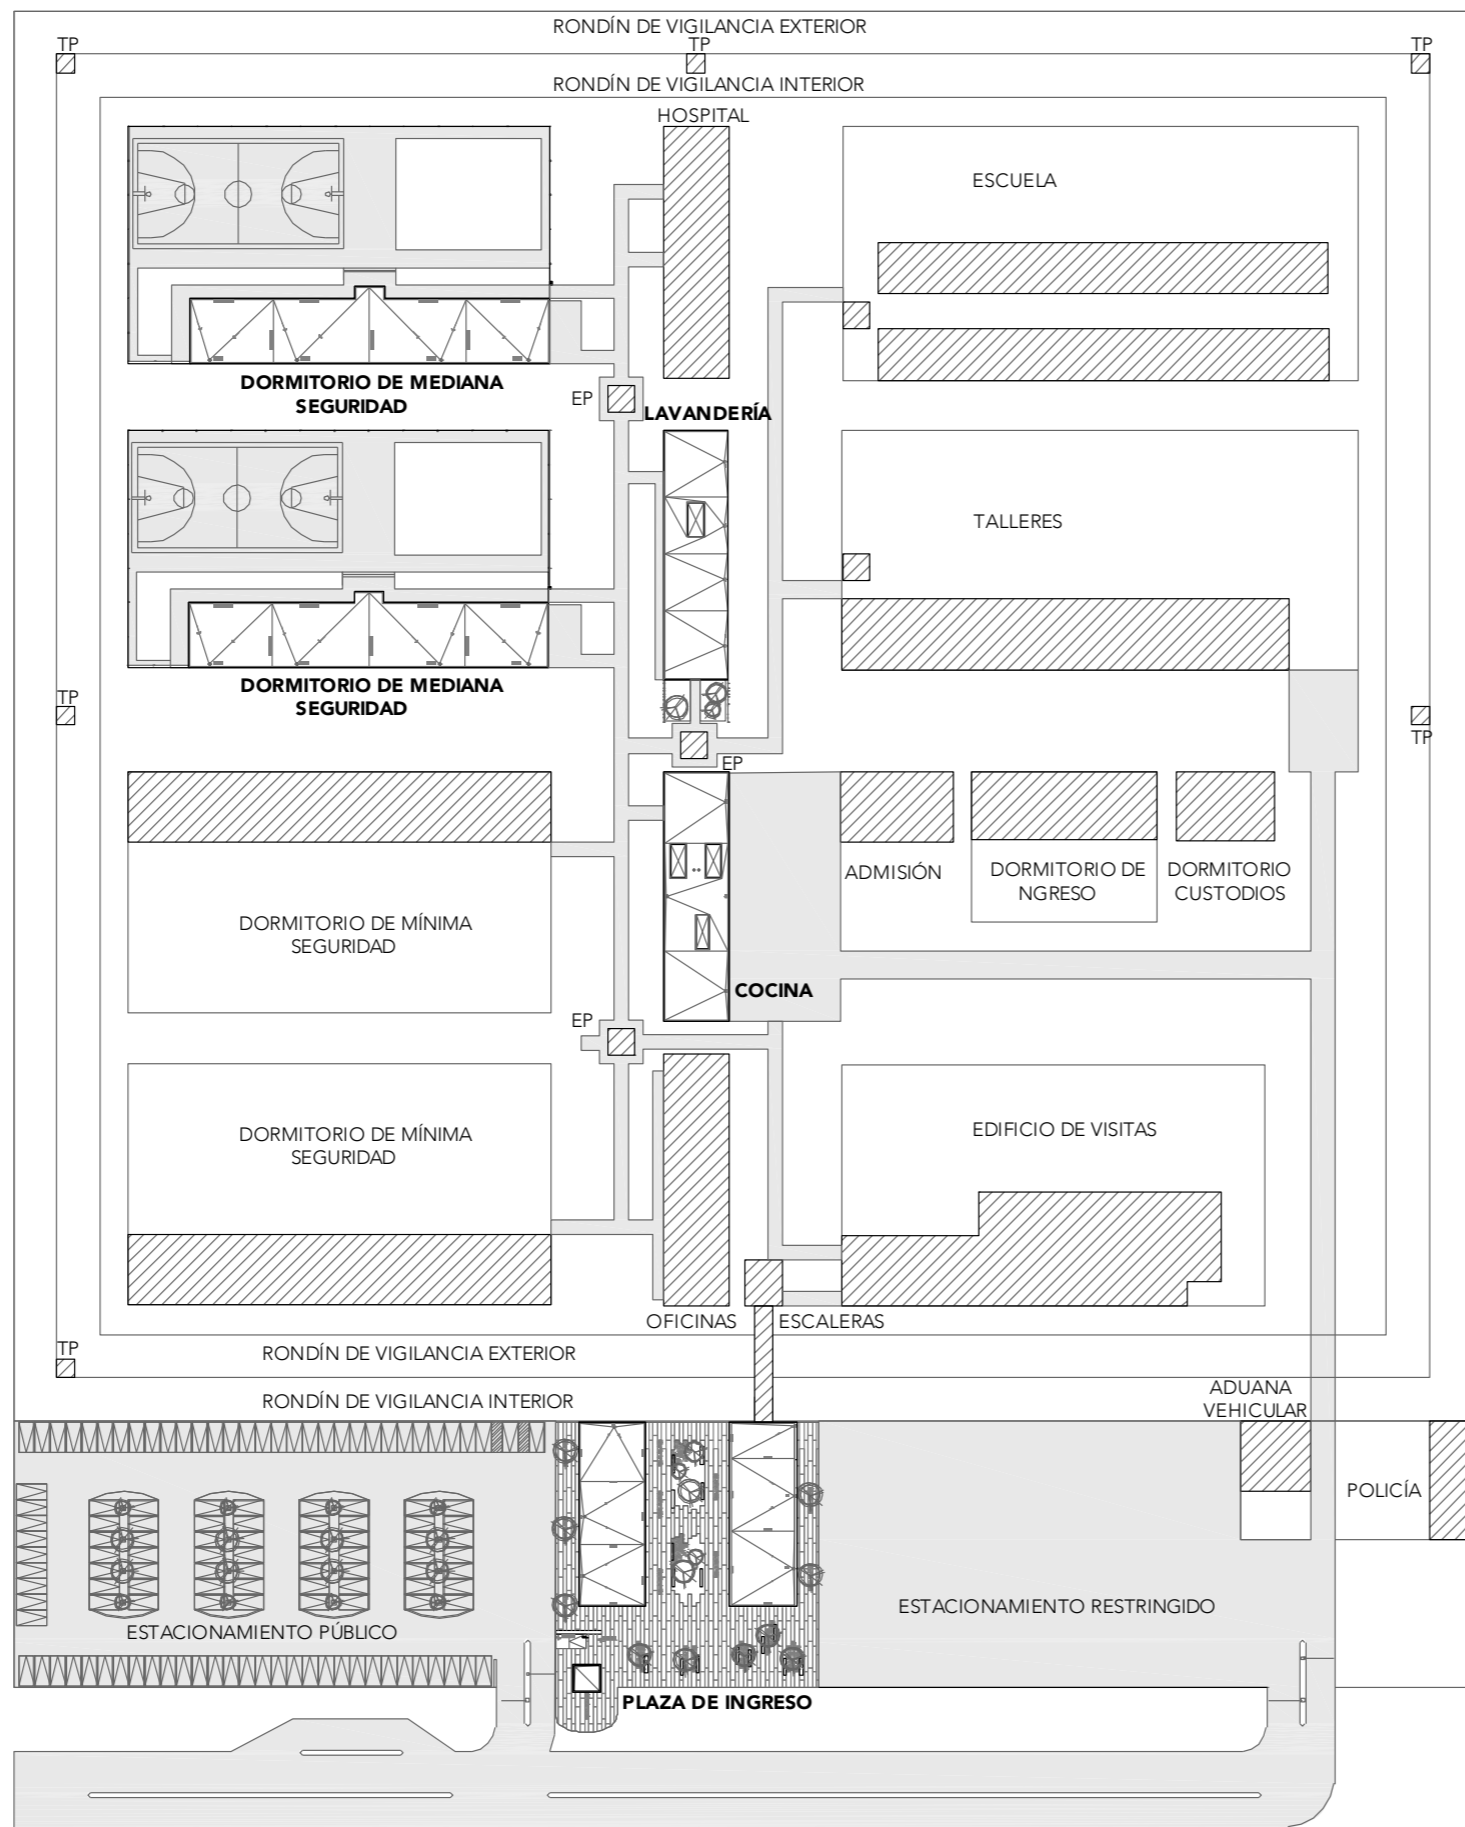 RONDÍN DE VIGILANCIA EXTERIOR
TP
TP
TP
RONDÍN DE VIGILANCIA INTERIOR
HOSPITAL
ESCUELA
DORMITORIO DE MEDIANA
SEGURIDAD
EP
LAVANDERÍA
TALLERES
DORMITORIO DE MEDIANA
SEGURIDAD
TP
TP
EP
ADMISIÓN
DORMITORIO DE
NGRESO
DORMITORIO
CUSTODIOS
DORMITORIO DE MÍNIMA
SEGURIDAD
COCINA
EP
DORMITORIO DE MÍNIMA
SEGURIDAD
EDIFICIO DE VISITAS
OFICINAS
ESCALERAS
TP
RONDÍN DE VIGILANCIA EXTERIOR
RONDÍN DE VIGILANCIA INTERIOR
ADUANA
VEHICULAR
POLICÍA
ESTACIONAMIENTO PÚBLICO
ESTACIONAMIENTO RESTRINGIDO
PLAZA DE INGRESO